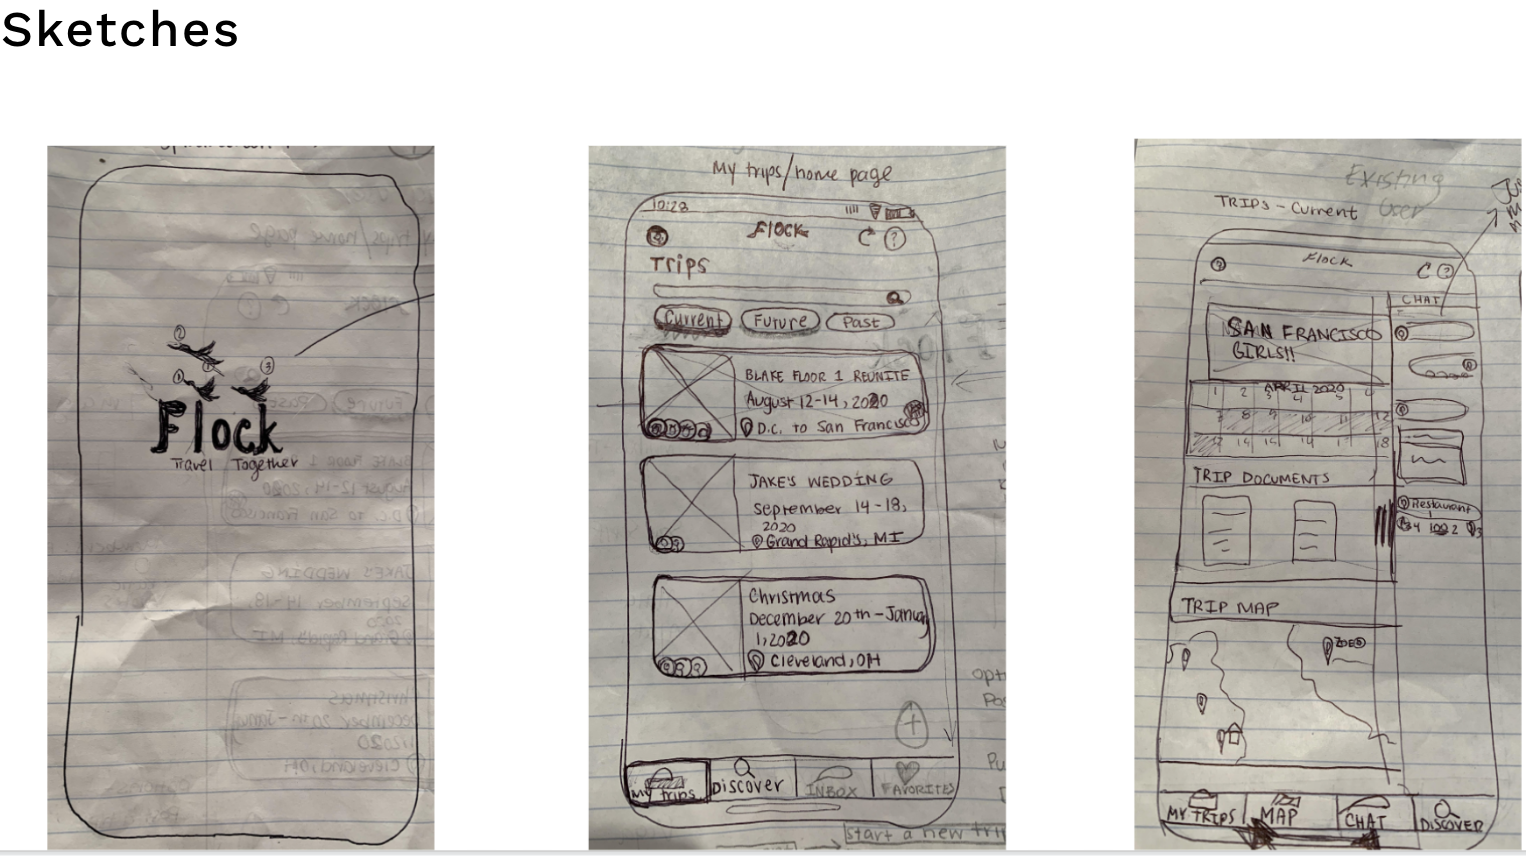 Sketches
Flock
Travel Together
My trips/home page
10:28
Flock
?
Trips
Current
Future
Past
BLAKE FLOOR 1 REUNITE
August 12-14, 2020
D.C. to San Francisco
JAKE'S WEDDING
September 14-18,
2020
Grand Rapids, MI
Christmas
December 20th - January
1, 2020
Cleveland, OH
+
My trips
Discover
INBOX
FAVORITES
start a new trip
Existing
User
TRIPS - Current
Flock
?
CHAT
SAN FRANCISCO
GIRLS!!
APRIL 2020
TRIP DOCUMENTS
Restaurant
TRIP MAP
MY TRIPS
MAP
CHAT
DISCOVER